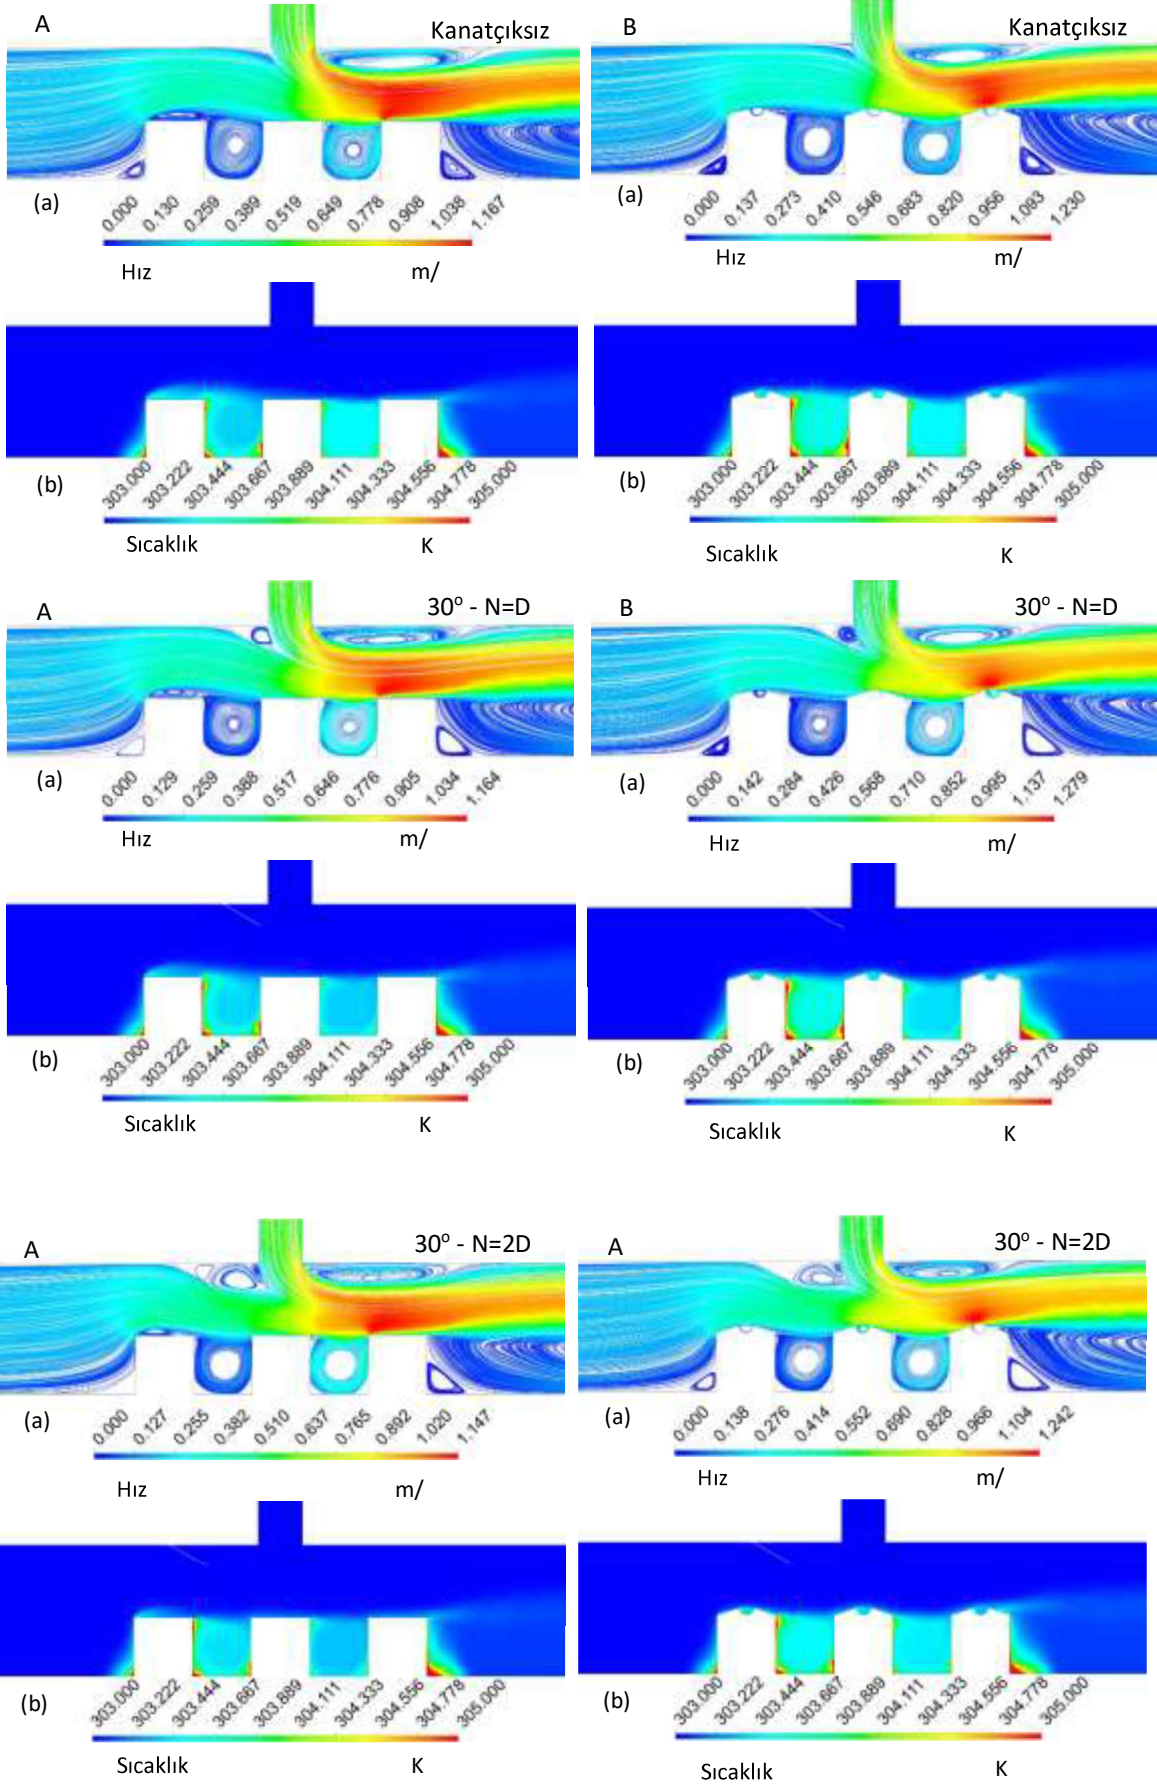 A Kanatçıksız B Kanatçıksız
(a) 0.000 0.130 0.259 0.389 0.519 0.649 0.778 0.908 1.038 1.167
Hız m/
(a) 0.000 0.137 0.273 0.410 0.546 0.683 0.820 0.956 1.093 1.230
Hız m/
(b) 303.000 303.222 303.444 303.667 303.889 304.111 304.333 304.556 304.778 305.000
Sıcaklık K
(b) 303.000 303.222 303.444 303.667 303.889 304.111 304.333 304.556 304.778 305.000
Sıcaklık K
A 30° - N=D B 30° - N=D
(a) 0.000 0.129 0.259 0.388 0.517 0.646 0.776 0.905 1.034 1.164
Hız m/
(a) 0.000 0.142 0.284 0.426 0.568 0.710 0.852 0.995 1.137 1.279
Hız m/
(b) 303.000 303.222 303.444 303.667 303.889 304.111 304.333 304.556 304.778 305.000
Sıcaklık K
(b) 303.000 303.222 303.444 303.667 303.889 304.111 304.333 304.556 304.778 305.000
Sıcaklık K
A 30° - N=2D A 30° - N=2D
(a) 0.000 0.127 0.255 0.382 0.510 0.637 0.765 0.892 1.020 1.147
Hız m/
(a) 0.000 0.138 0.276 0.414 0.552 0.690 0.828 0.966 1.104 1.242
Hız m/
(b) 303.000 303.222 303.444 303.667 303.889 304.111 304.333 304.556 304.778 305.000
Sıcaklık K
(b) 303.000 303.222 303.444 303.667 303.889 304.111 304.333 304.556 304.778 305.000
Sıcaklık K